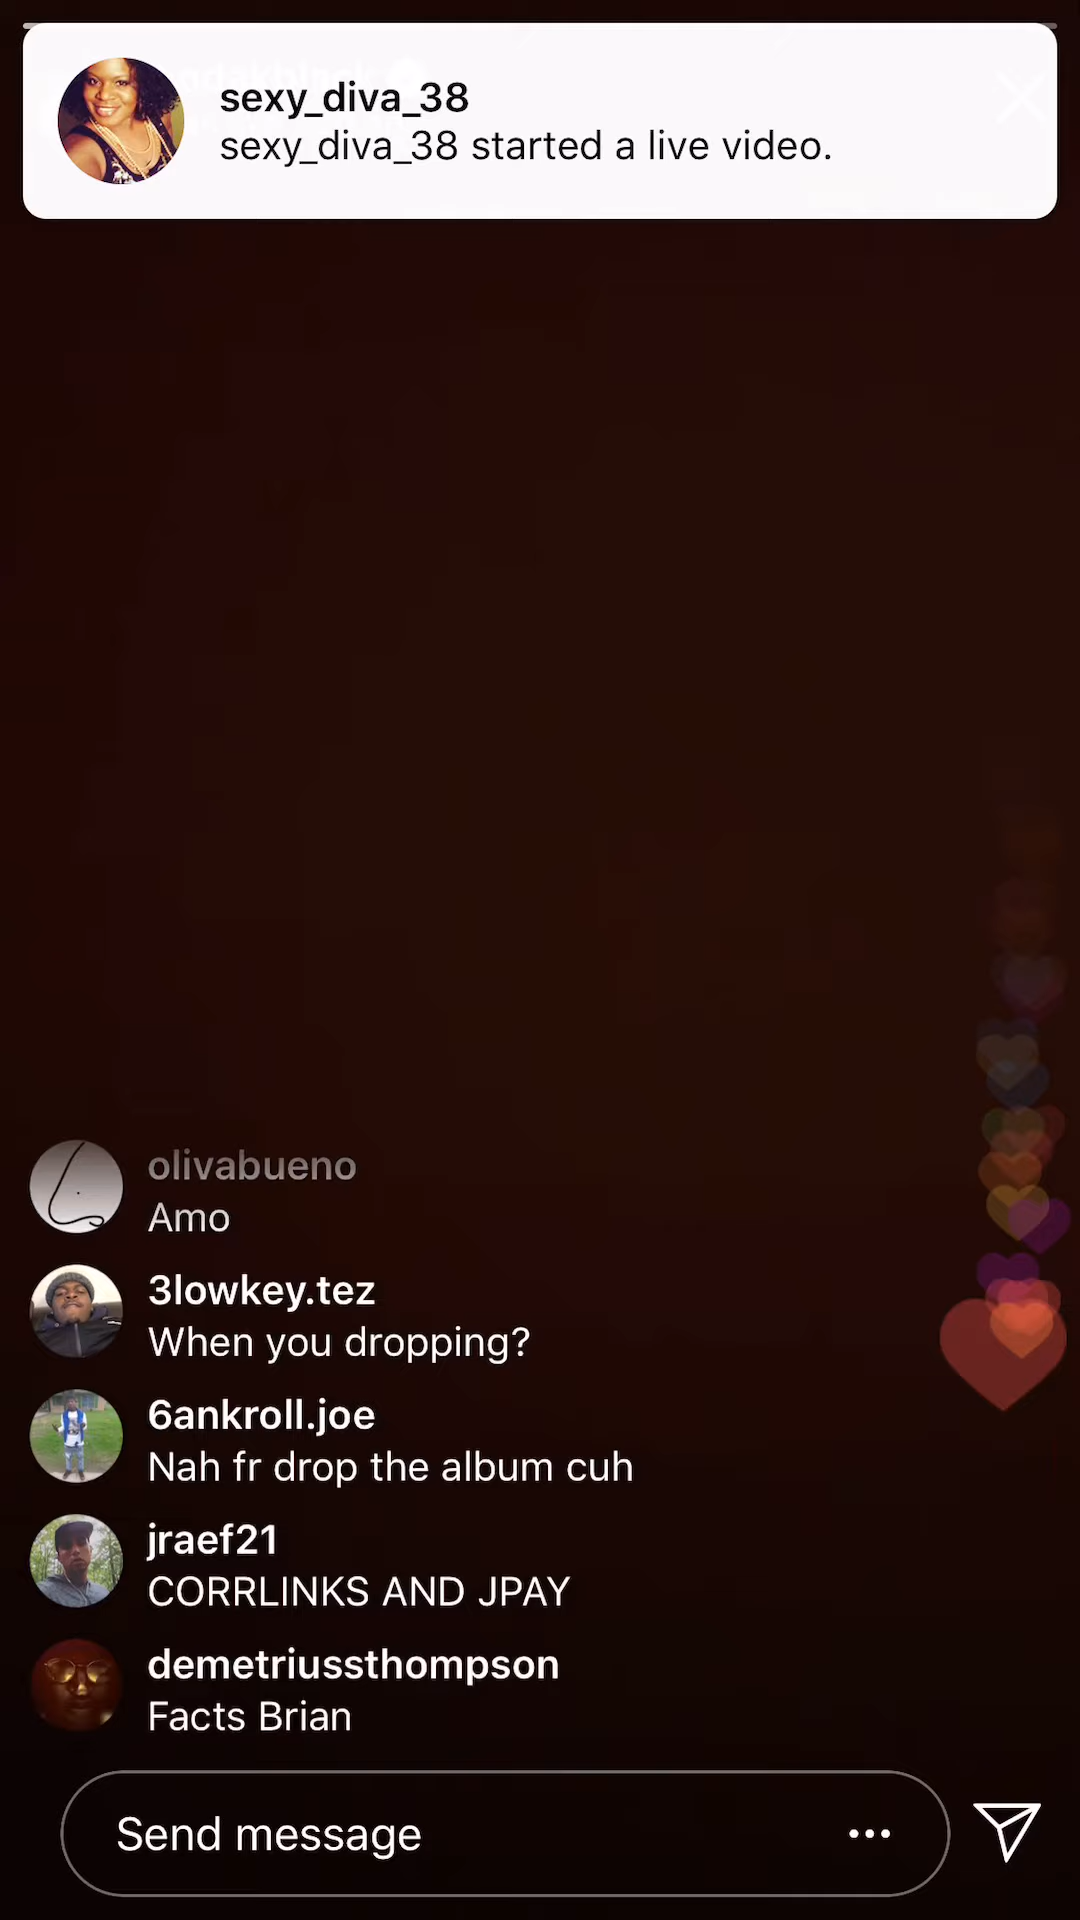 sexy_diva_38
sexy_diva_38 started a live video.
olivabueno
Amo
3lowkey.tez
When you dropping?
6ankroll.joe
Nah fr drop the album cuh
jraef21
CORRLINKS AND JPAY
demetriussthompson
Facts Brian
Send message